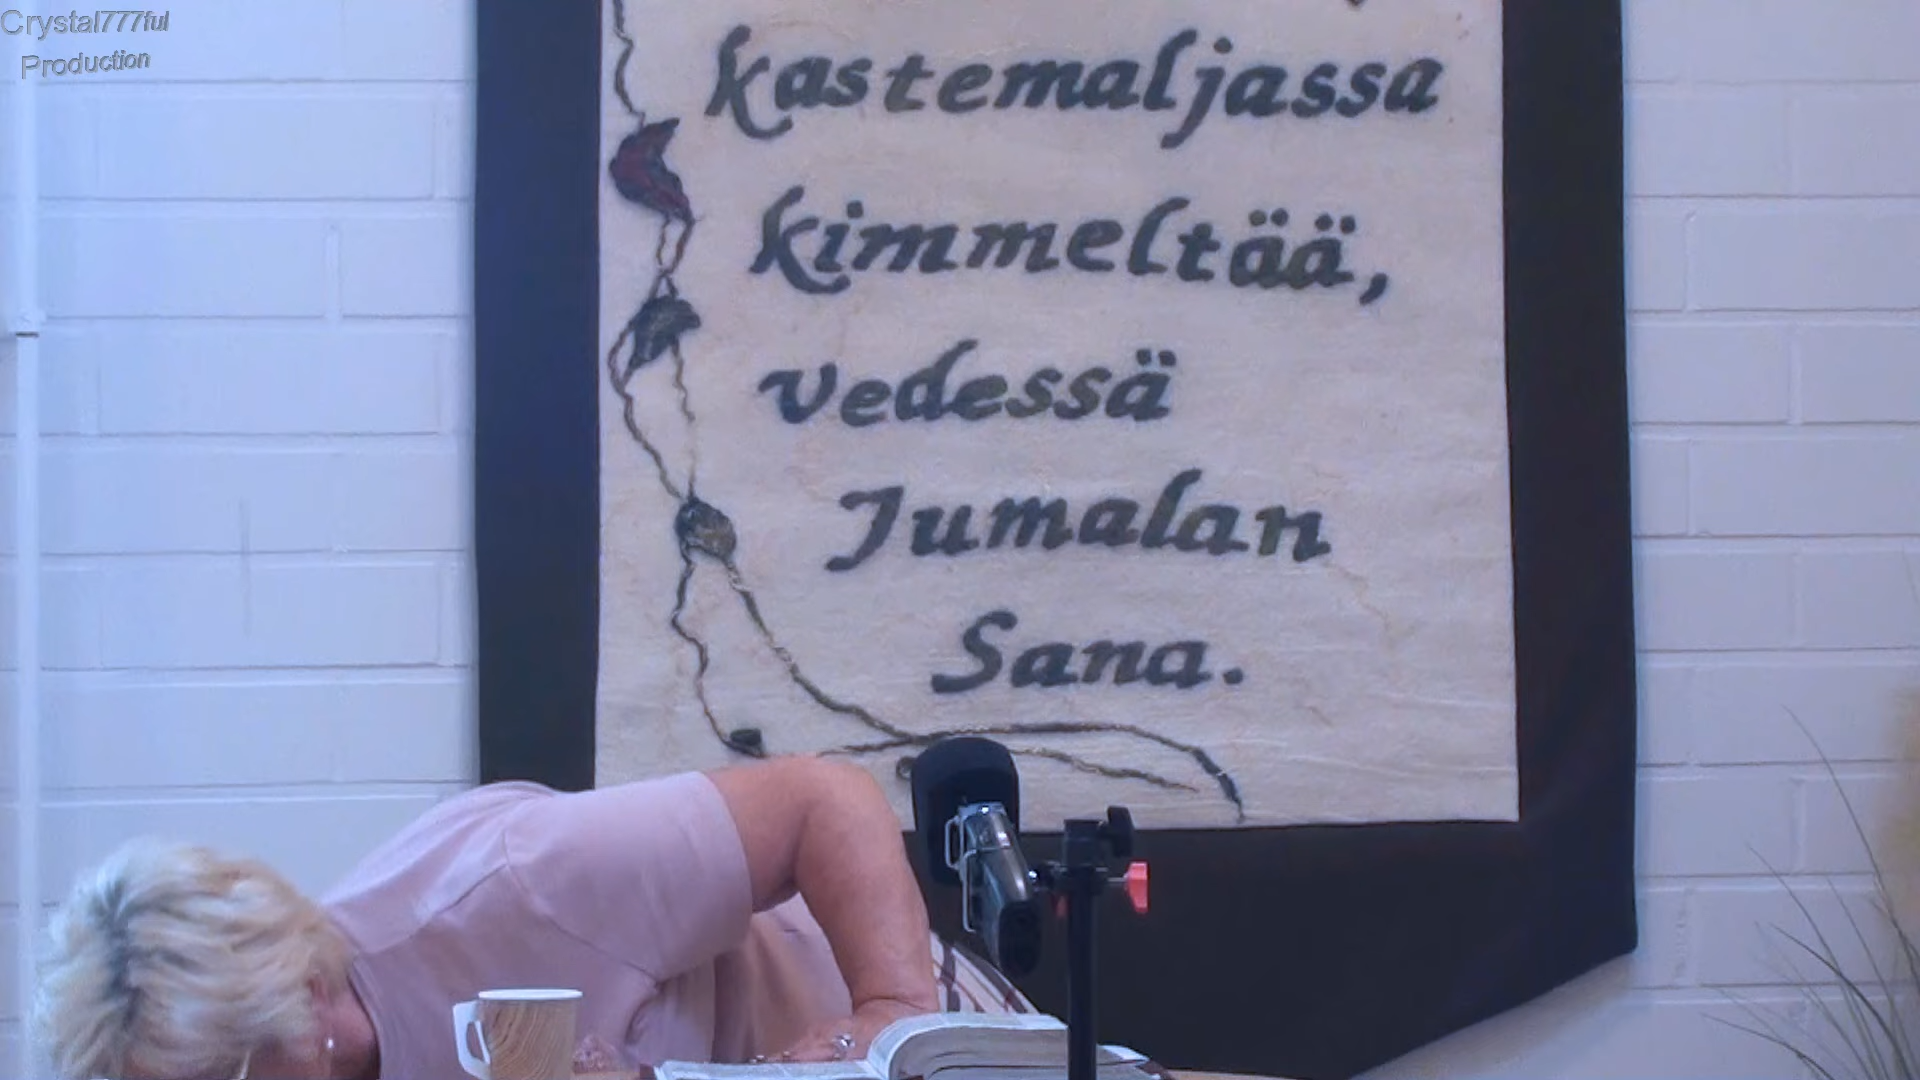 Crystal777ful
Production
kastemaljassa
kimmeltää,
vedessä
Jumalan
Sana.